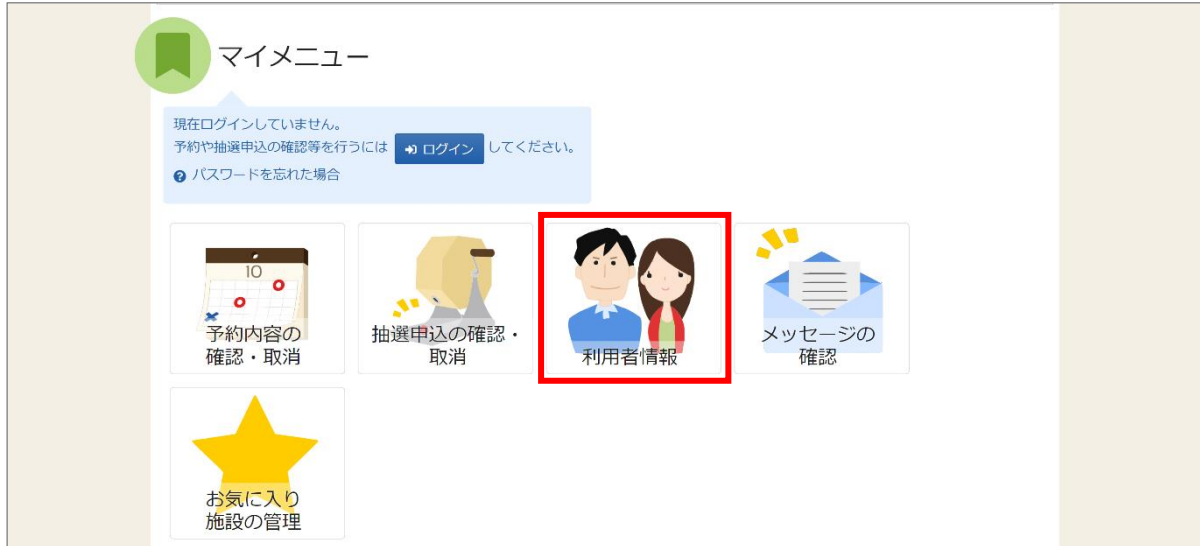 マイメニュー
現在ログインしていません。
予約や抽選申込の確認等を行うには ログイン してください。
パスワードを忘れた場合
10
予約内容の
確認・取消
抽選申込の確認・
取消
利用者情報
メッセージの
確認
お気に入り
施設の管理